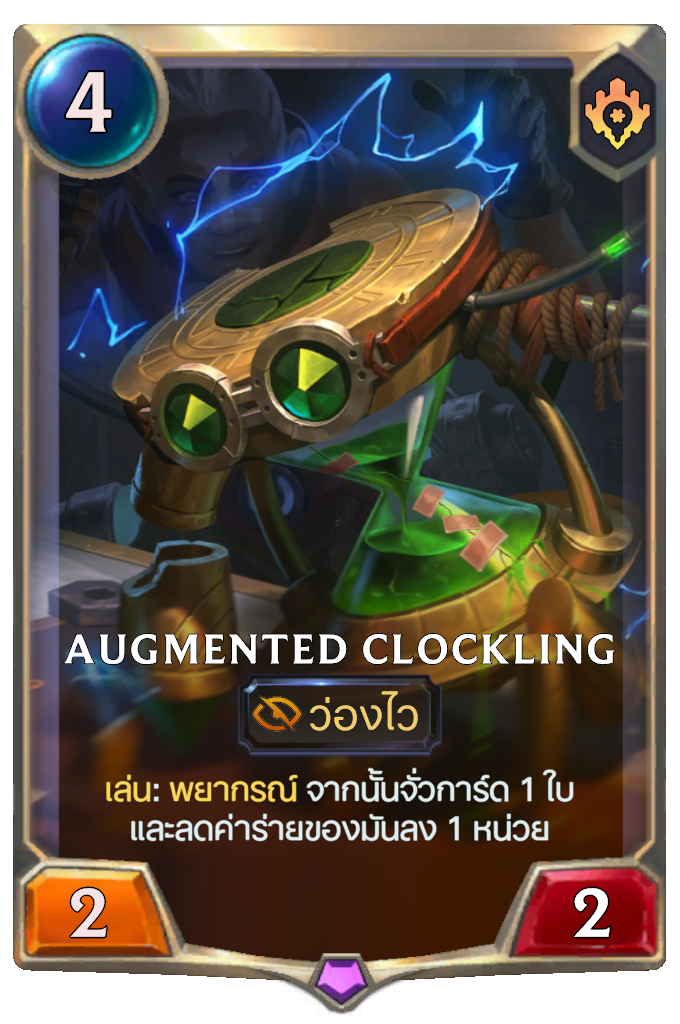 4
AUGMENTED CLOCKLING
ว่องไว
เล่น: พยากรณ์ จากนั้นจั่วการ์ด 1 ใบ
และลดค่าร่ายของมันลง 1 หน่วย
2 2